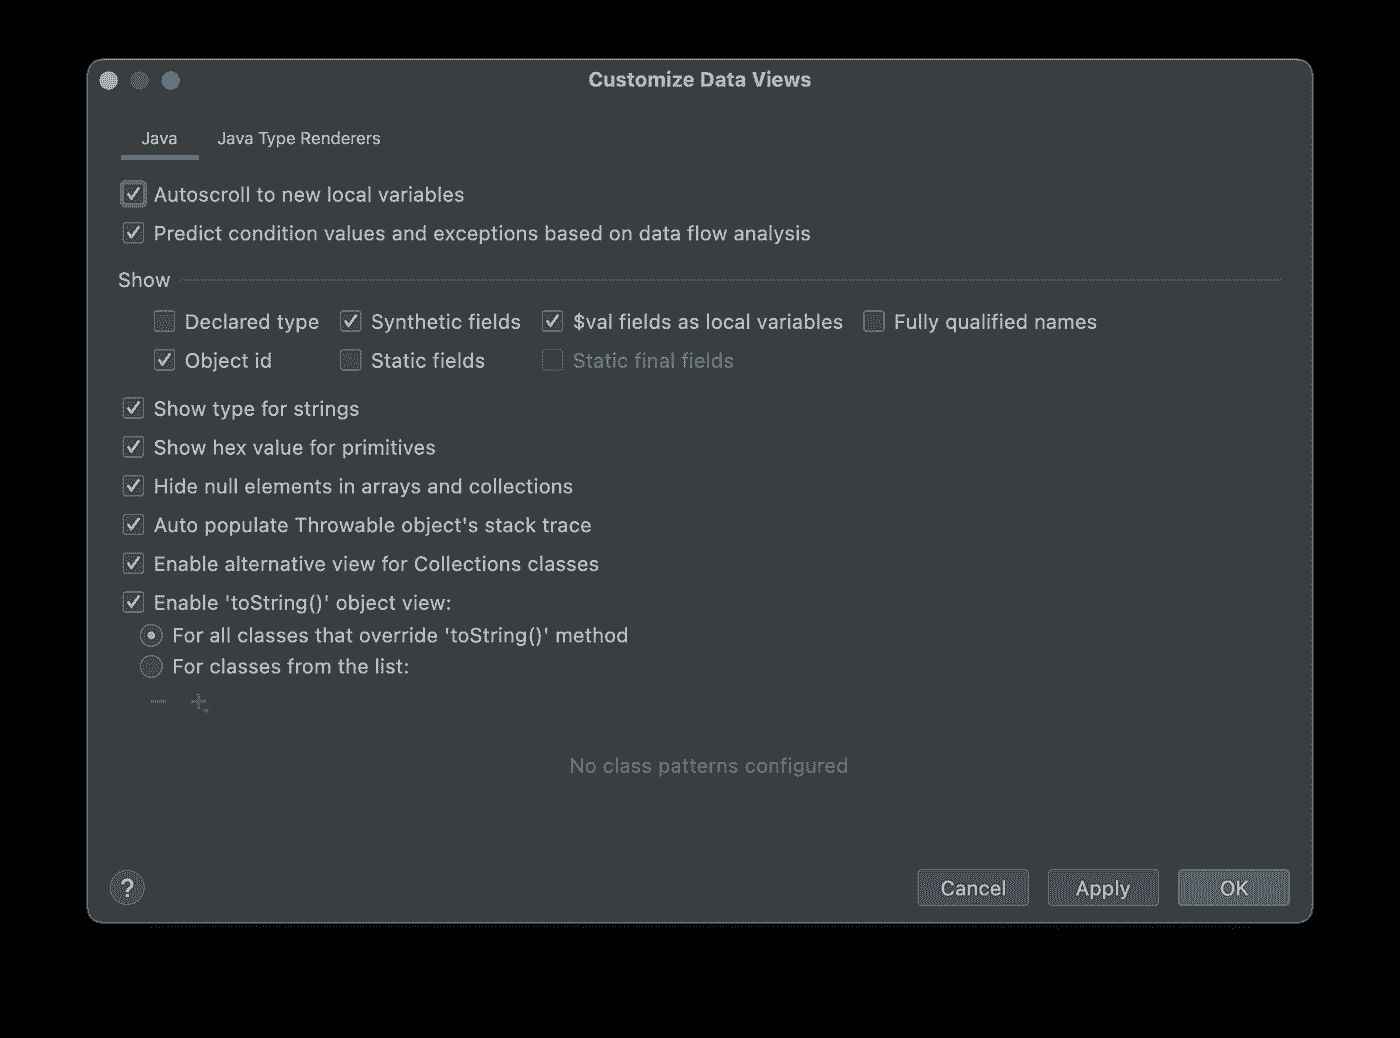 Customize Data Views
Java Java Type Renderers
Autoscroll to new local variables
Predict condition values and exceptions based on data flow analysis
Show
Declared type Synthetic fields $val fields as local variables Fully qualified names
Object id Static fields Static final fields
Show type for strings
Show hex value for primitives
Hide null elements in arrays and collections
Auto populate Throwable object's stack trace
Enable alternative view for Collections classes
Enable 'toString()' object view:
For all classes that override 'toString()' method
For classes from the list:
No class patterns configured
? Cancel Apply OK